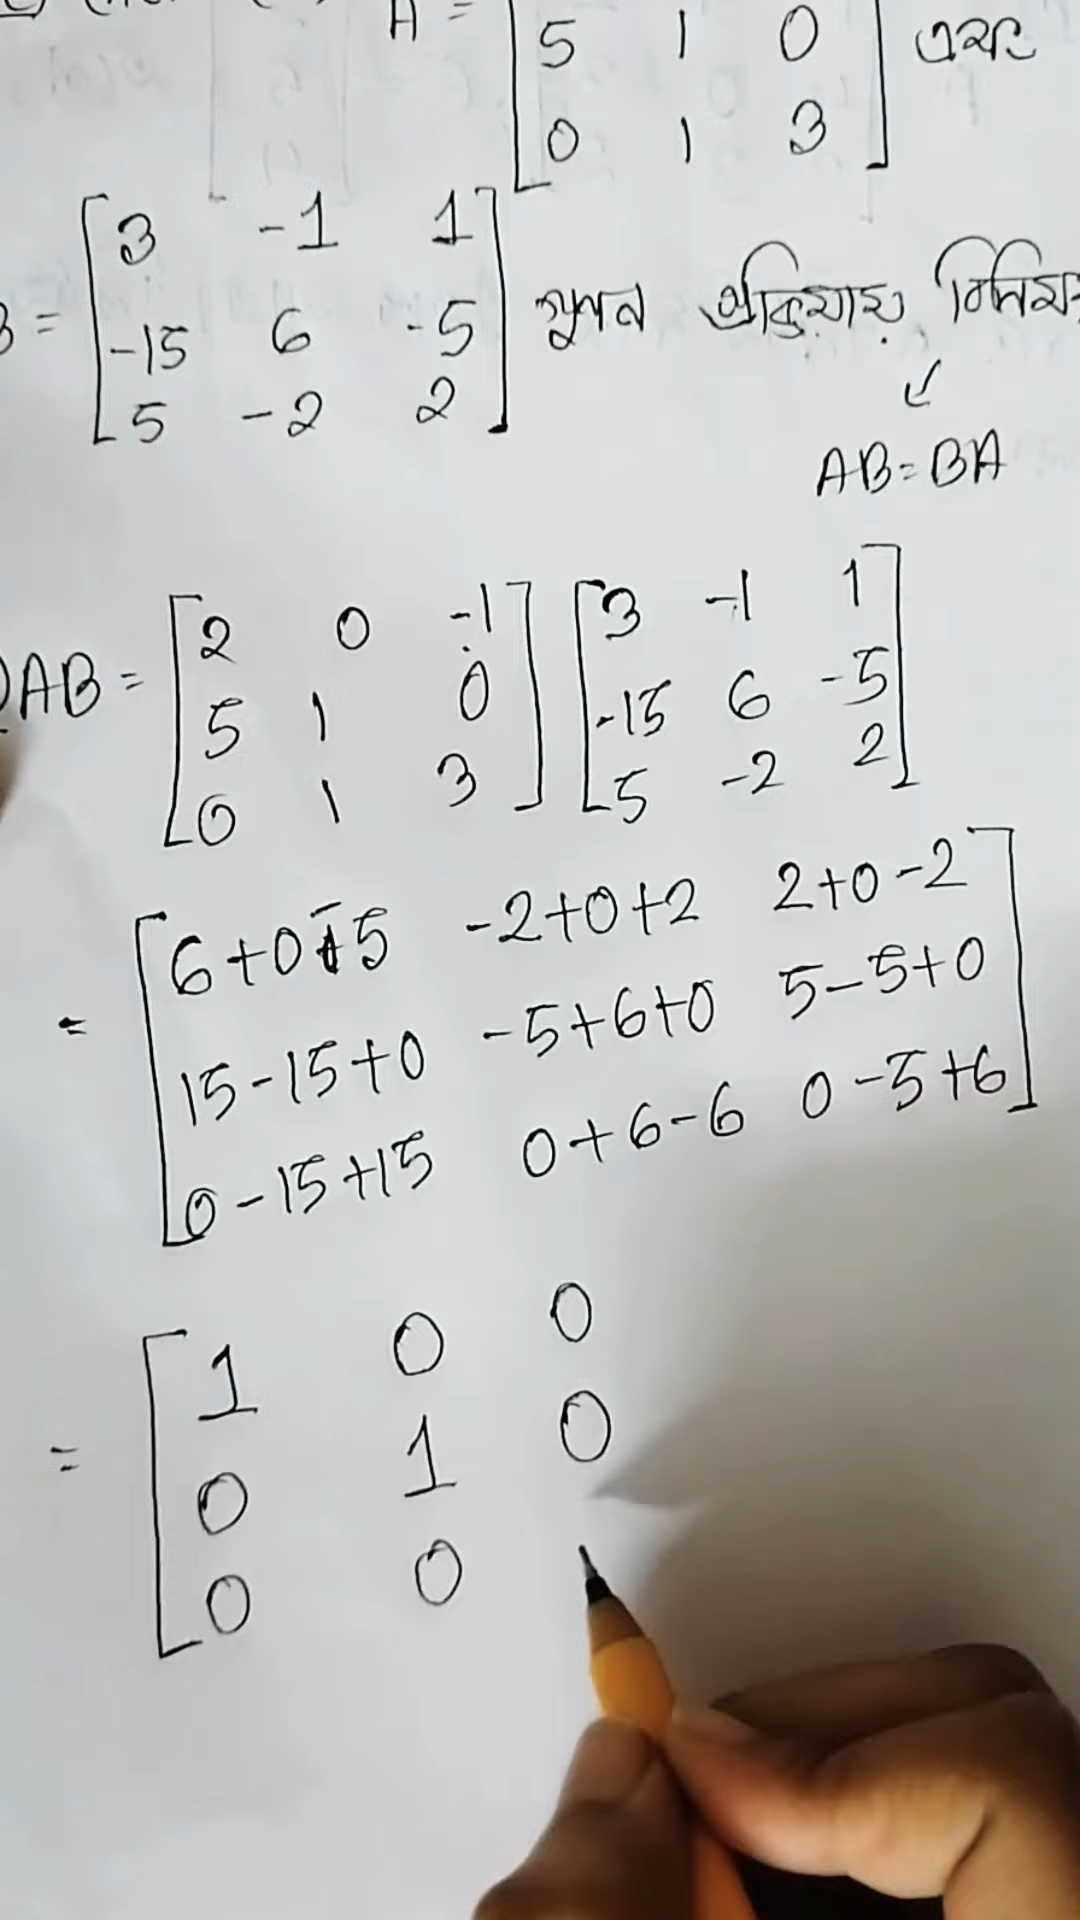 A =
5 1 0
0 1 3
এবং
3 -1 1
B = -15 6 -5 গুণন প্রক্রিয়ায়
5 -2 2
AB=BA
2 0 -1 3 -1 1
AB = 5 1 0 -15 6 -5
0 1 3 5 -2 2
6+0-5 -2+0+2 2+0-2
= 15-15+0 -5+6+0 5-5+0
0-15+15 0+6-6 0-5+6
1 0 0
= 0 1 0
0 0